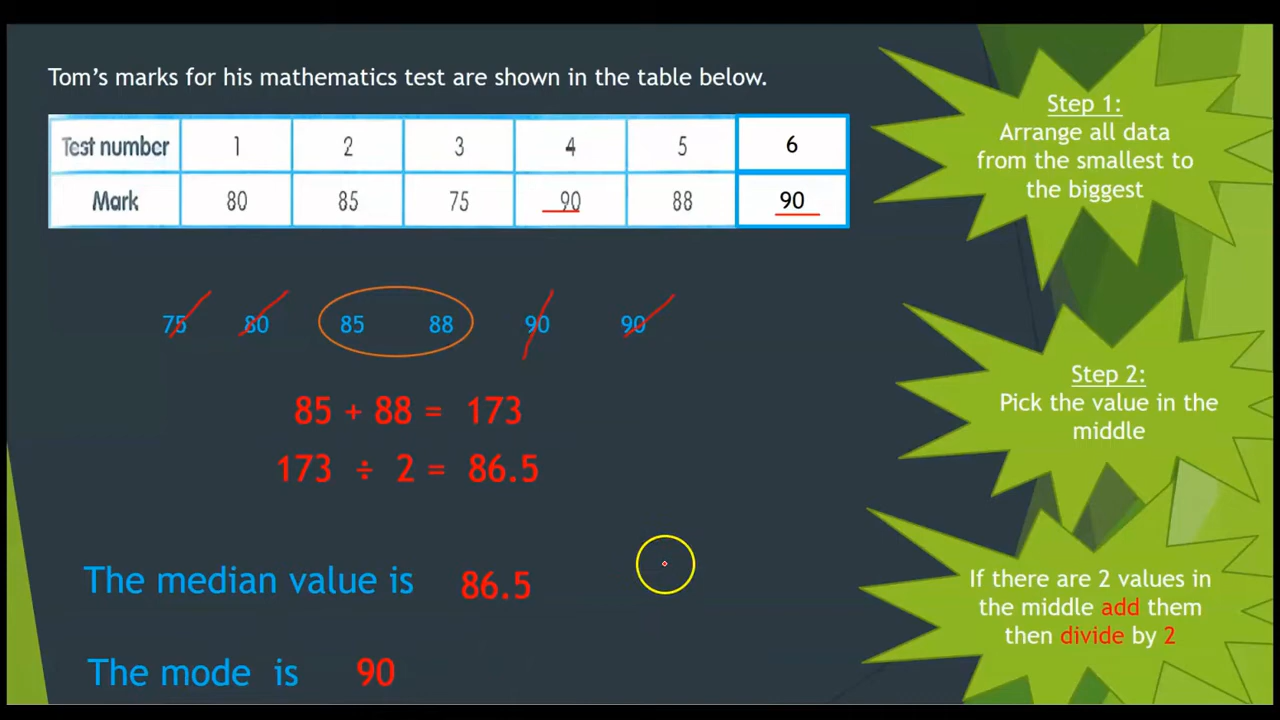 Tom's marks for his mathematics test are shown in the table below.
Test number 1 2 3 4 5 6
Mark 80 85 75 90 88 90
75 80 85 88 90 90
85 + 88 = 173
173 ÷ 2 = 86.5
The median value is 86.5
The mode is 90
Step 1:
Arrange all data
from the smallest to
the biggest
Step 2:
Pick the value in the
middle
If there are 2 values in
the middle add them
then divide by 2